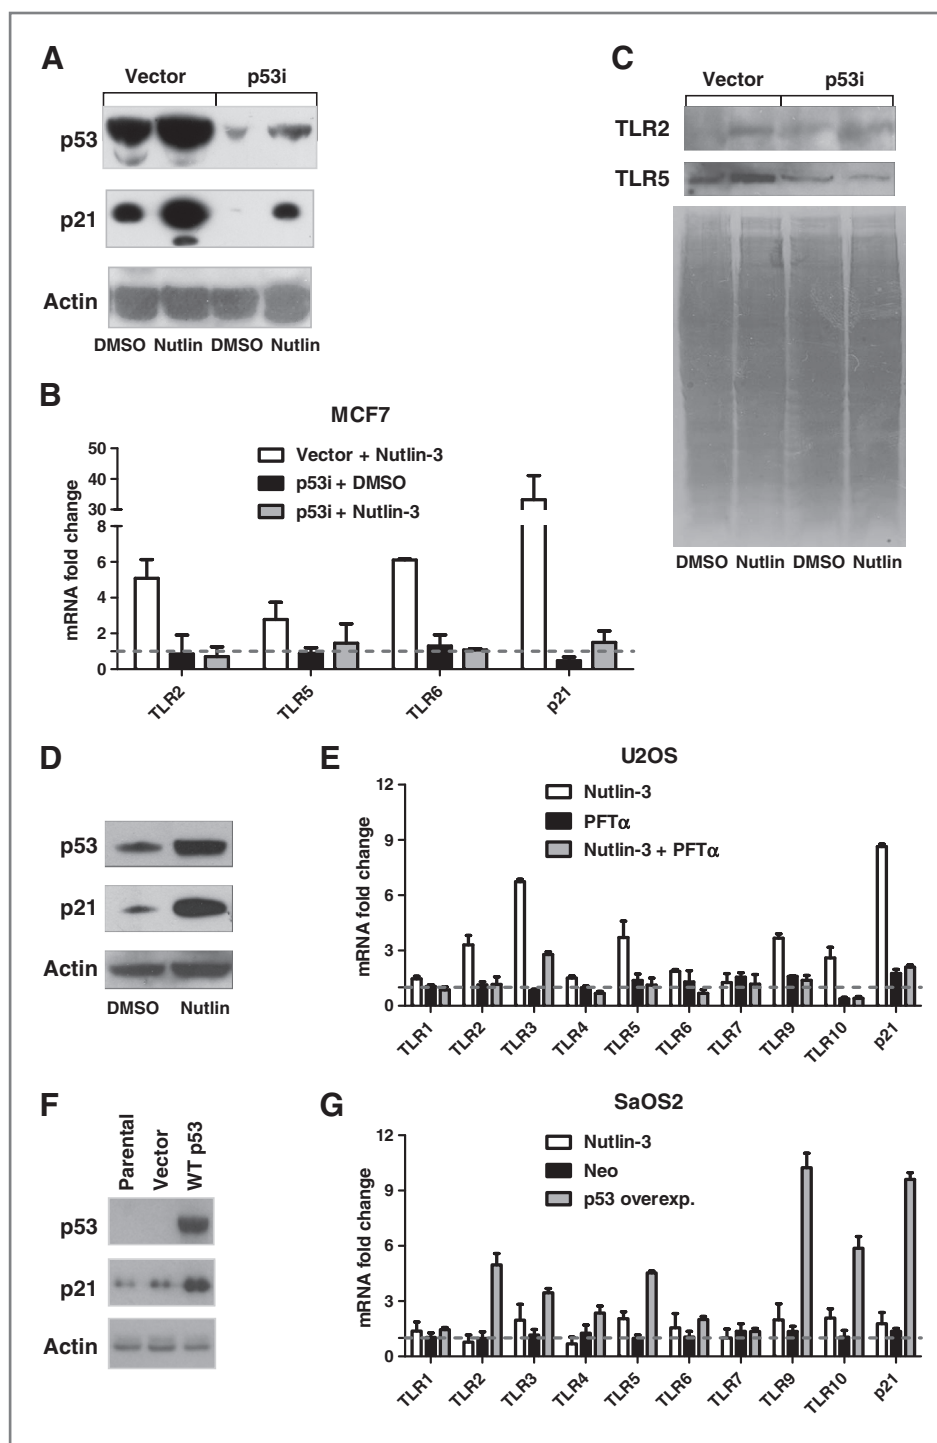 A
Vector p53i
p53
p21
Actin
DMSO Nutlin DMSO Nutlin
B
MCF7
Vector + Nutlin-3
p53i + DMSO
p53i + Nutlin-3
mRNA fold change
50
40
30
8
6
4
2
0
TLR2 TLR5 TLR6 p21
C
Vector p53i
TLR2
TLR5
DMSO Nutlin DMSO Nutlin
D
p53
p21
Actin
DMSO Nutlin
E
U2OS
Nutlin-3
PFTα
Nutlin-3 + PFTα
mRNA fold change
12
9
6
3
0
TLR1 TLR2 TLR3 TLR4 TLR5 TLR6 TLR7 TLR9 TLR10 p21
F
Parental Vector WT p53
p53
p21
Actin
G
SaOS2
Nutlin-3
Neo
p53 overexp.
mRNA fold change
12
9
6
3
0
TLR1 TLR2 TLR3 TLR4 TLR5 TLR6 TLR7 TLR9 TLR10 p21